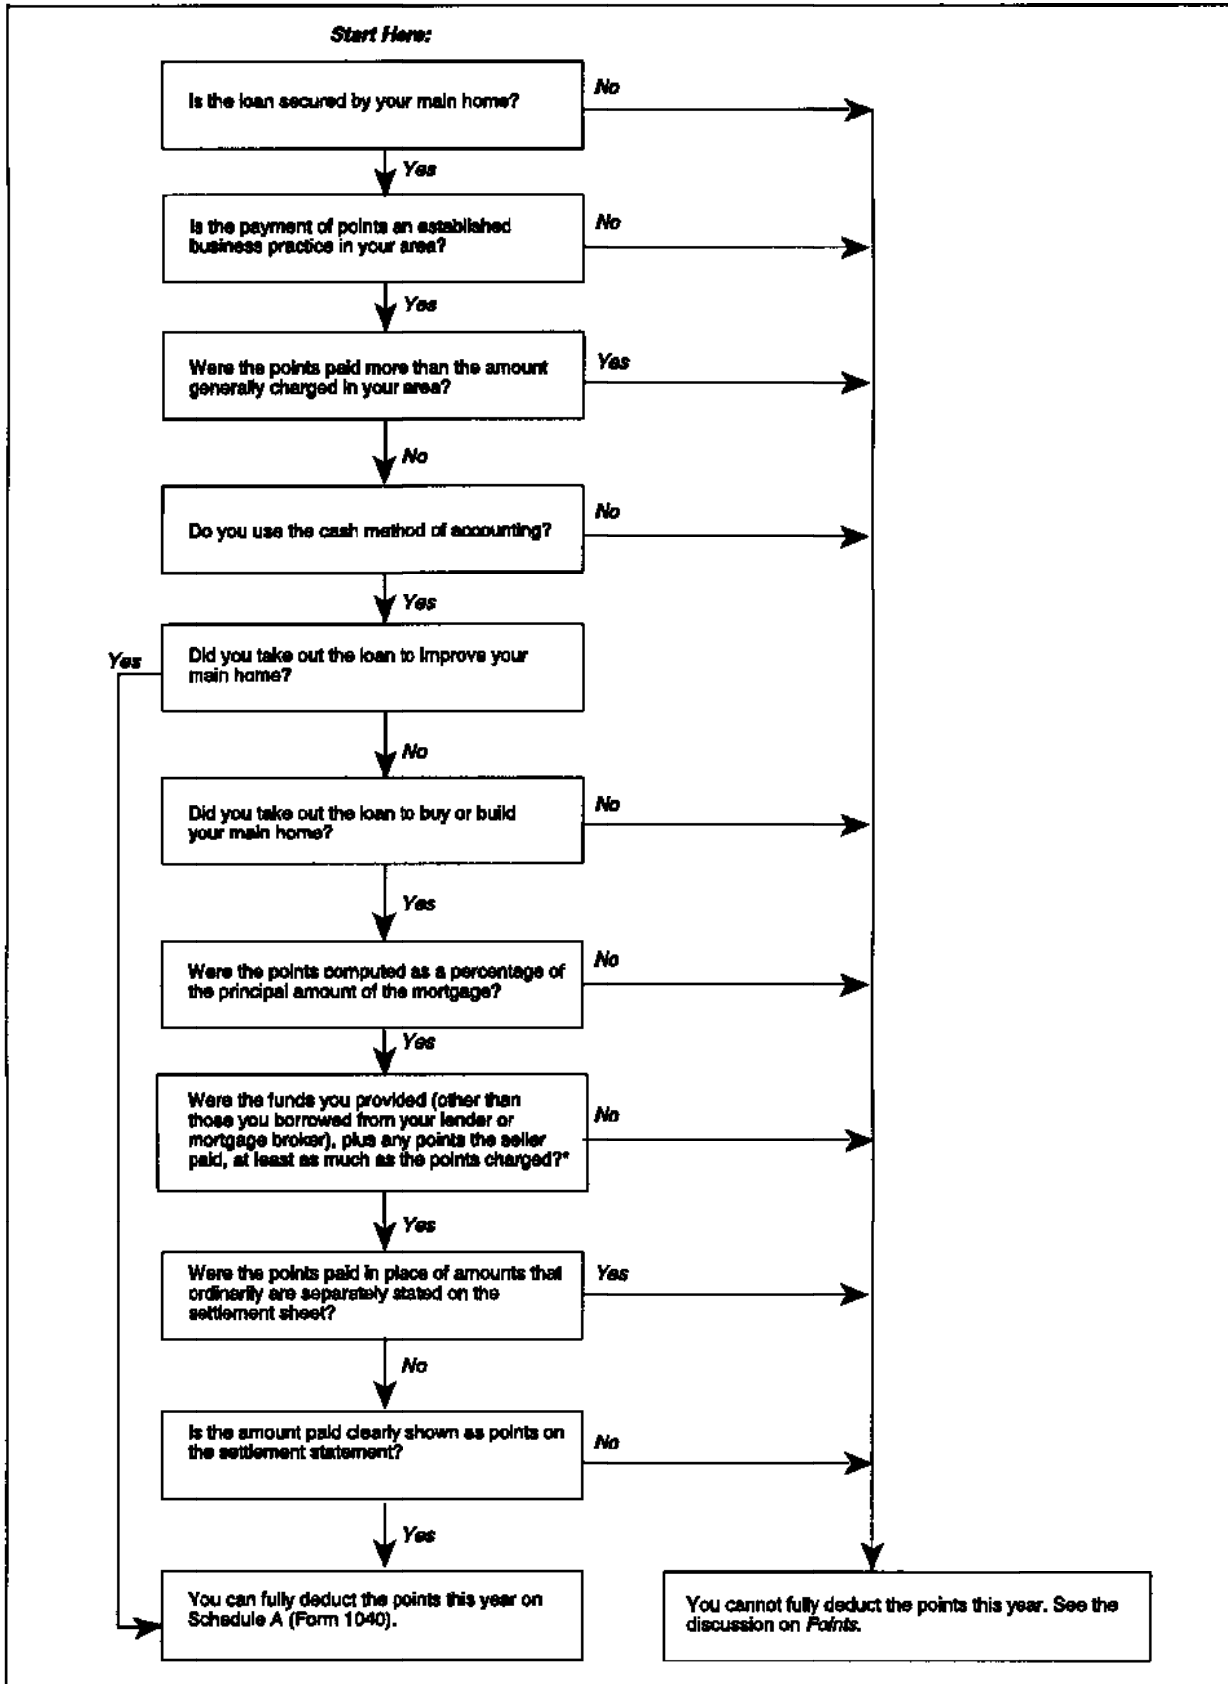 Start Here:
Is the loan secured by your main home?
No
Yes
Is the payment of points an established
business practice in your area?
No
Yes
Were the points paid more than the amount
generally charged in your area?
Yes
No
Do you use the cash method of accounting?
No
Yes
Did you take out the loan to improve your
main home?
Yes
No
Did you take out the loan to buy or build
your main home?
No
Yes
Were the points computed as a percentage of
the principal amount of the mortgage?
No
Yes
Were the funds you provided (other than
those you borrowed from your lender or
mortgage broker), plus any points the seller
paid, at least as much as the points charged?*
No
Yes
Were the points paid in place of amounts that
ordinarily are separately stated on the
settlement sheet?
Yes
No
Is the amount paid clearly shown as points on
the settlement statement?
No
Yes
You can fully deduct the points this year on
Schedule A (Form 1040).
You cannot fully deduct the points this year. See the
discussion on Points.